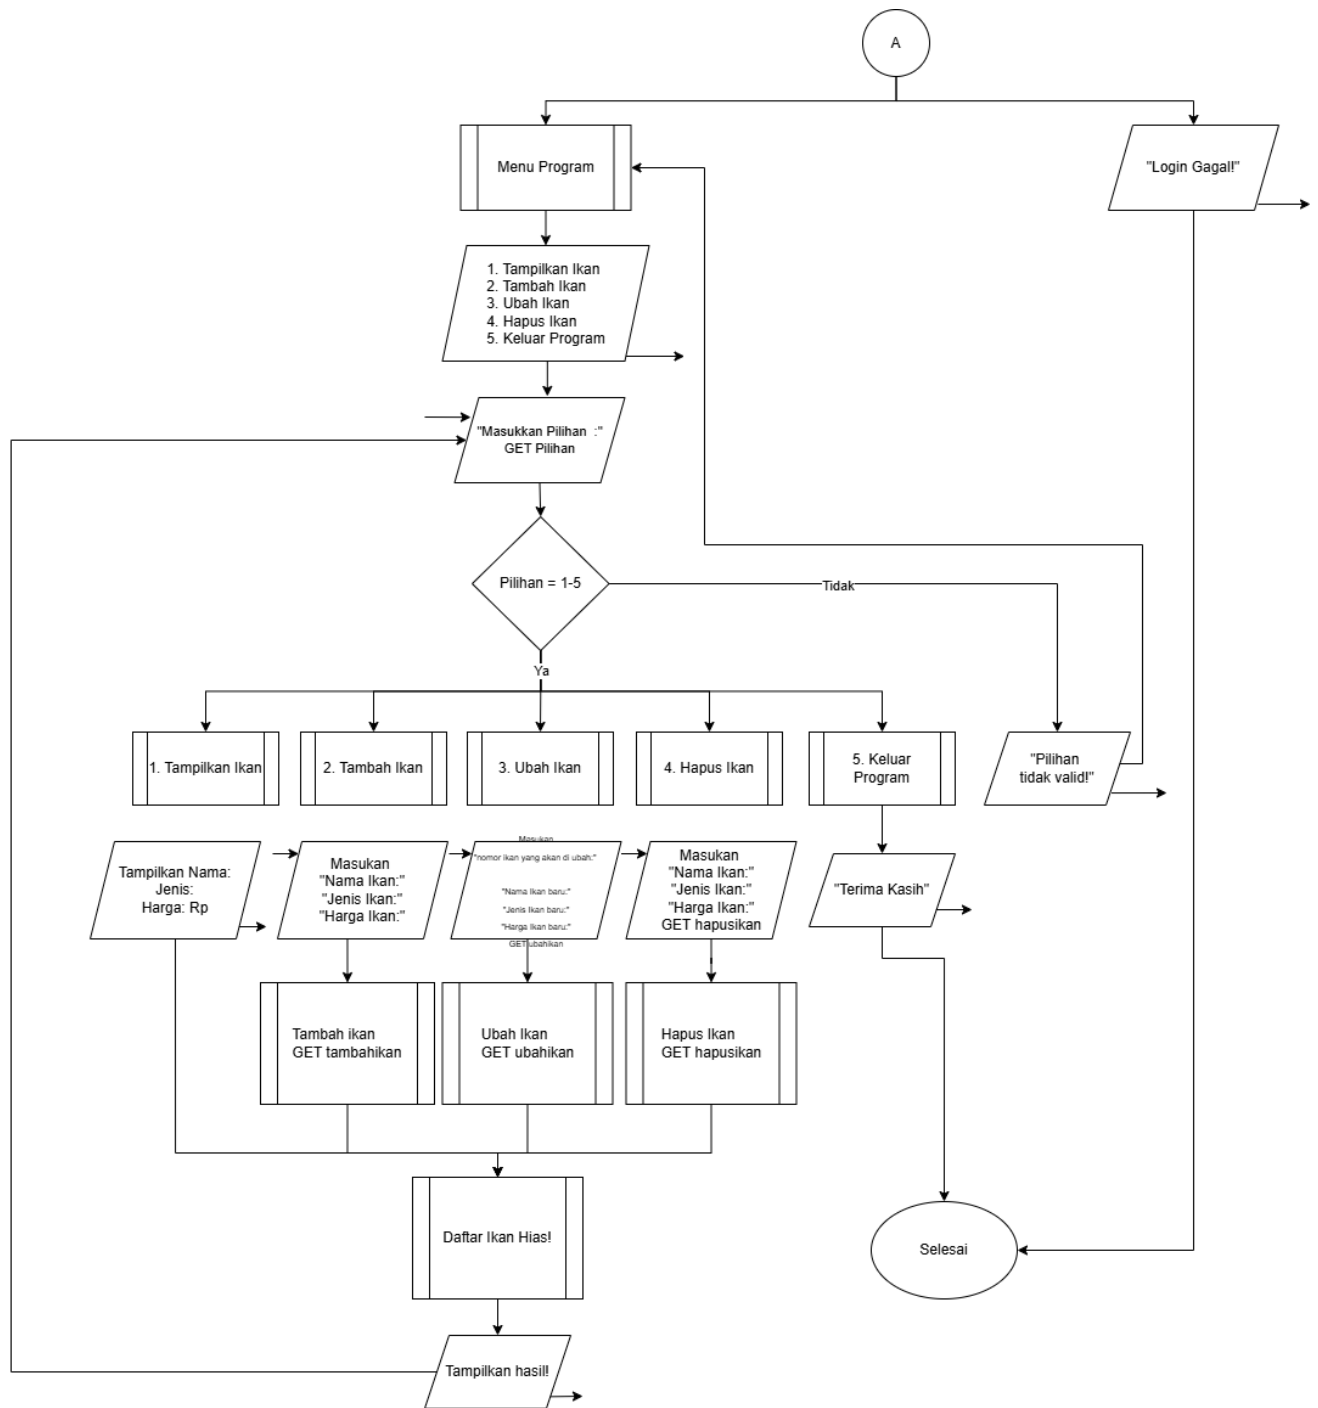 A
Menu Program
"Login Gagal!"
1. Tampilkan Ikan
2. Tambah Ikan
3. Ubah Ikan
4. Hapus Ikan
5. Keluar Program
"Masukkan Pilihan :"
GET Pilihan
Pilihan = 1-5
Tidak
Ya
1. Tampilkan Ikan
2. Tambah Ikan
3. Ubah Ikan
4. Hapus Ikan
5. Keluar
Program
"Pilihan
tidak valid!"
Tampilkan Nama:
Jenis:
Harga: Rp
Masukan
"Nama Ikan:"
"Jenis Ikan:"
"Harga Ikan:"
Masukan
"nomor ikan yang akan di ubah:"
"Nama Ikan baru:"
"Jenis Ikan baru:"
"Harga Ikan baru:"
GET ubahikan
Masukan
"Nama Ikan:"
"Jenis Ikan:"
"Harga Ikan:"
GET hapusikan
"Terima Kasih"
Tambah ikan
GET tambahikan
Ubah Ikan
GET ubahikan
Hapus Ikan
GET hapusikan
Daftar Ikan Hias!
Selesai
Tampilkan hasil!